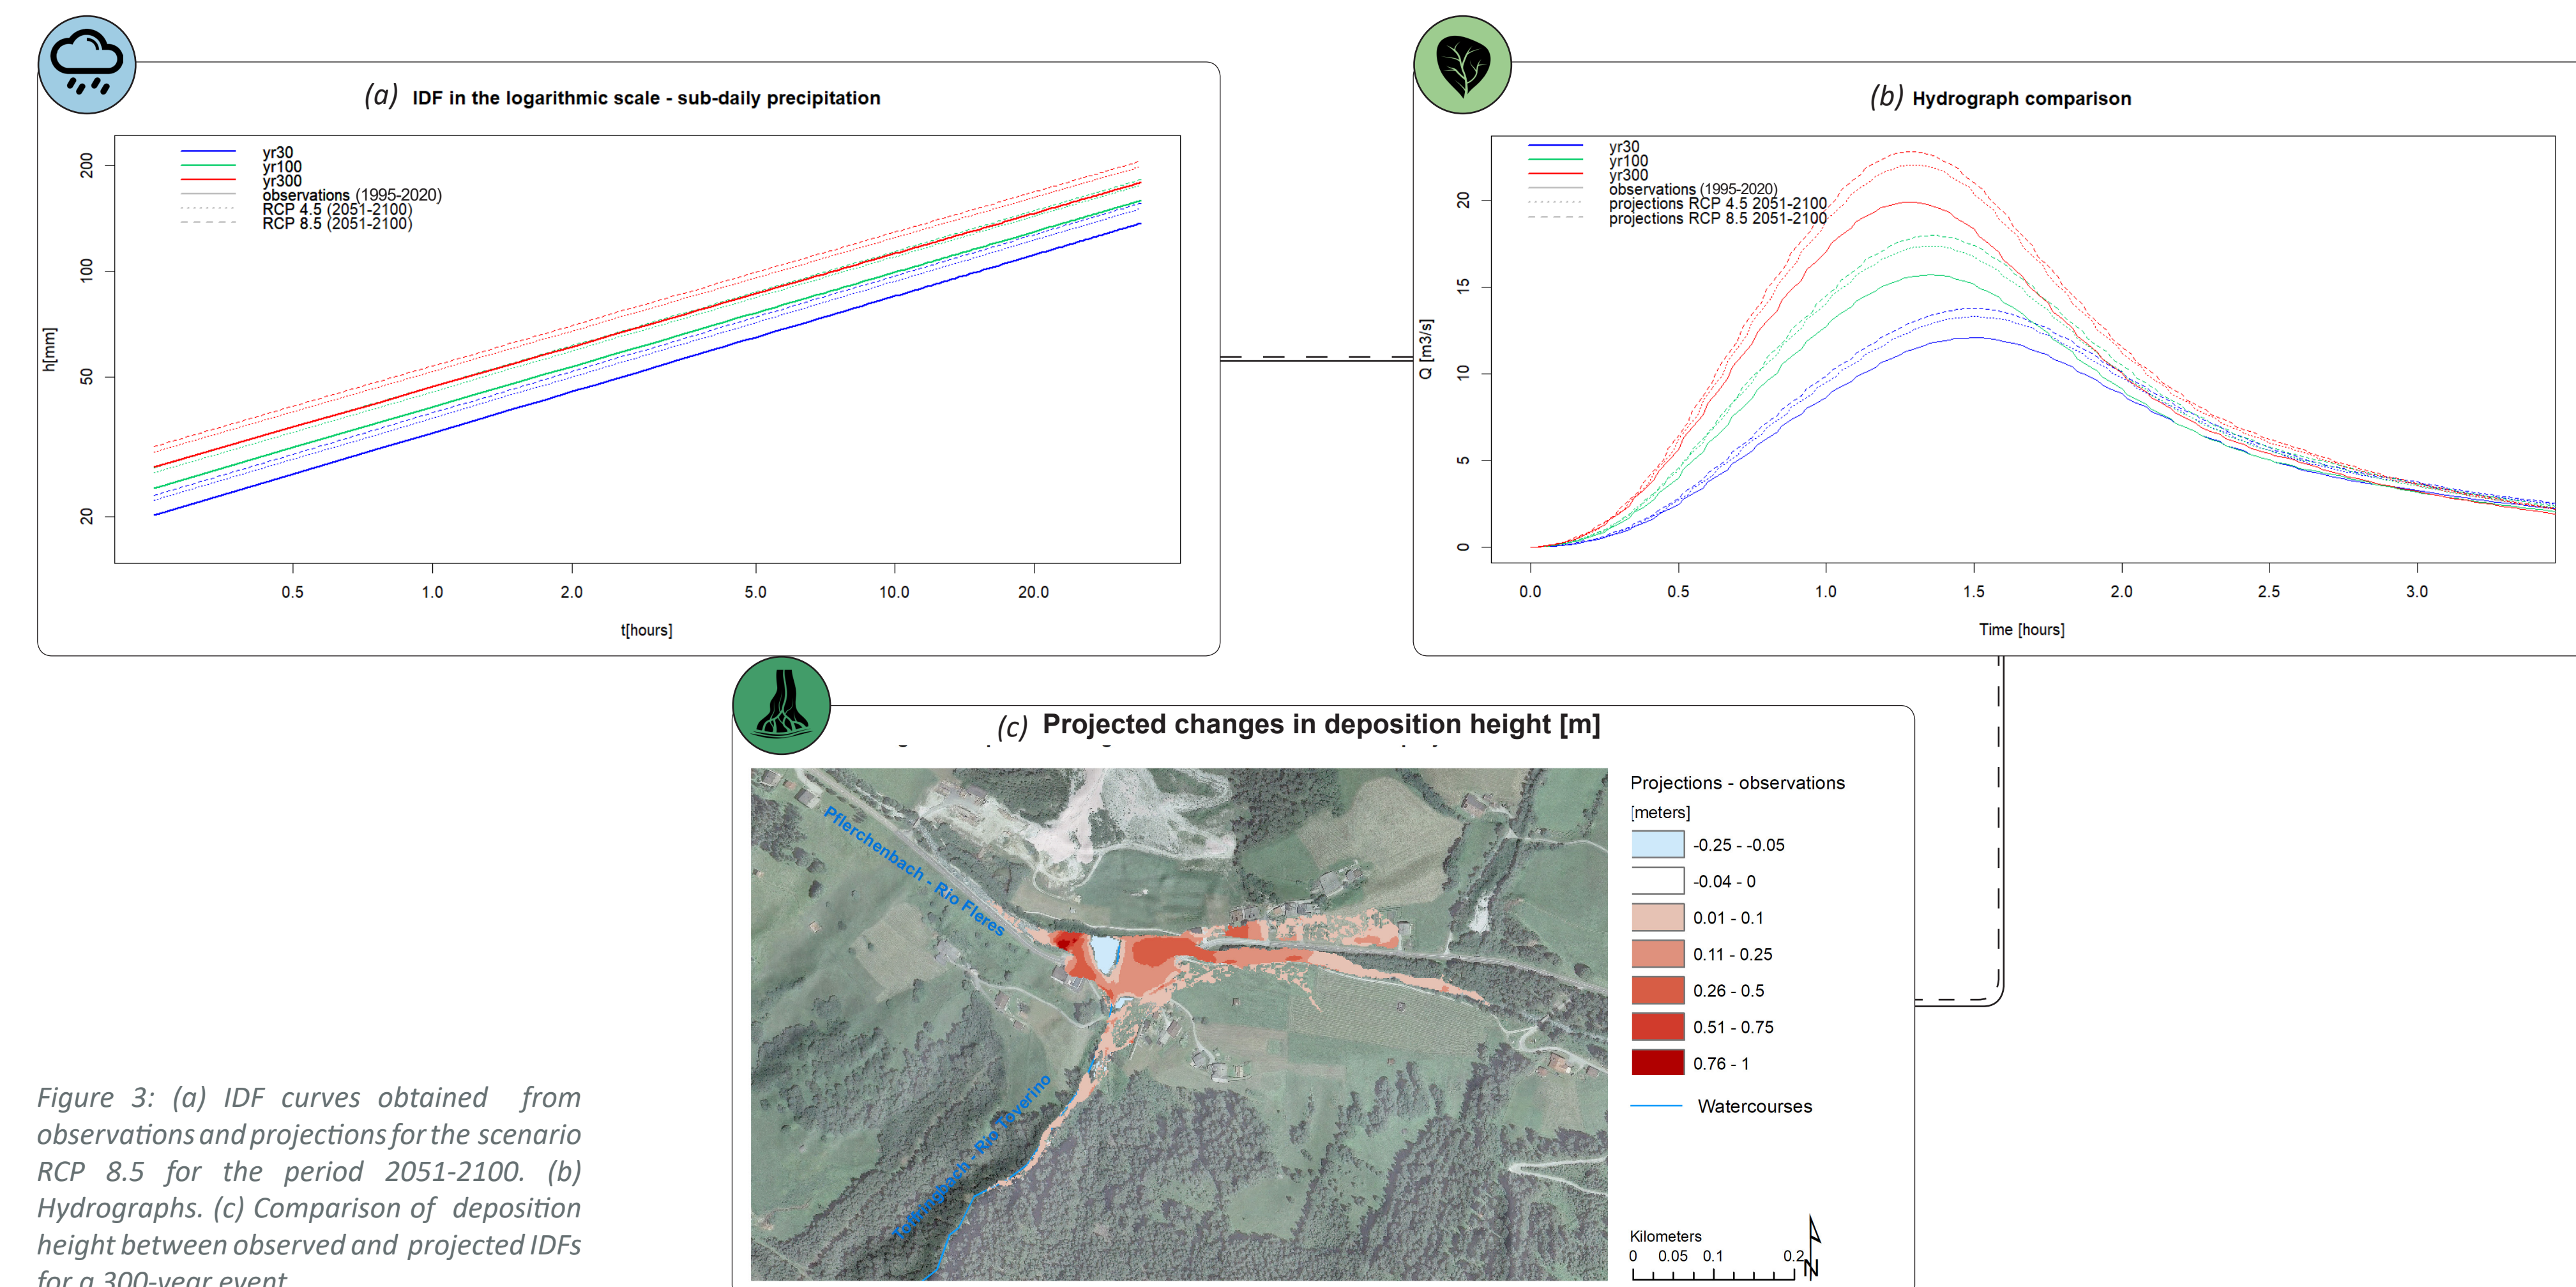 (a) IDF in the logarithmic scale - sub-daily precipitation
yr30
yr100
yr300
observations (1995-2020)
RCP 4.5 (2051-2100)
RCP 8.5 (2051-2100)
h[mm]
200
100
50
20
0.5 1.0 2.0 5.0 10.0 20.0
t[hours]
(b) Hydrograph comparison
yr30
yr100
yr300
observations (1995-2020)
projections RCP 4.5 2051-2100
projections RCP 8.5 2051-2100
Q [m3/s]
20
15
10
5
0
0.0 0.5 1.0 1.5 2.0 2.5 3.0
Time [hours]
(c) Projected changes in deposition height [m]
Pflerchenbach - Rio Fleres
Toverino - Rio
Projections - observations
[meters]
-0.25 - -0.05
-0.04 - 0
0.01 - 0.1
0.11 - 0.25
0.26 - 0.5
0.51 - 0.75
0.76 - 1
Watercourses
Kilometers
0 0.05 0.1 0.2
N
Figure 3: (a) IDF curves obtained from
observations and projections for the scenario
RCP 8.5 for the period 2051-2100. (b)
Hydrographs. (c) Comparison of deposition
height between observed and projected IDFs
for a 300-year event